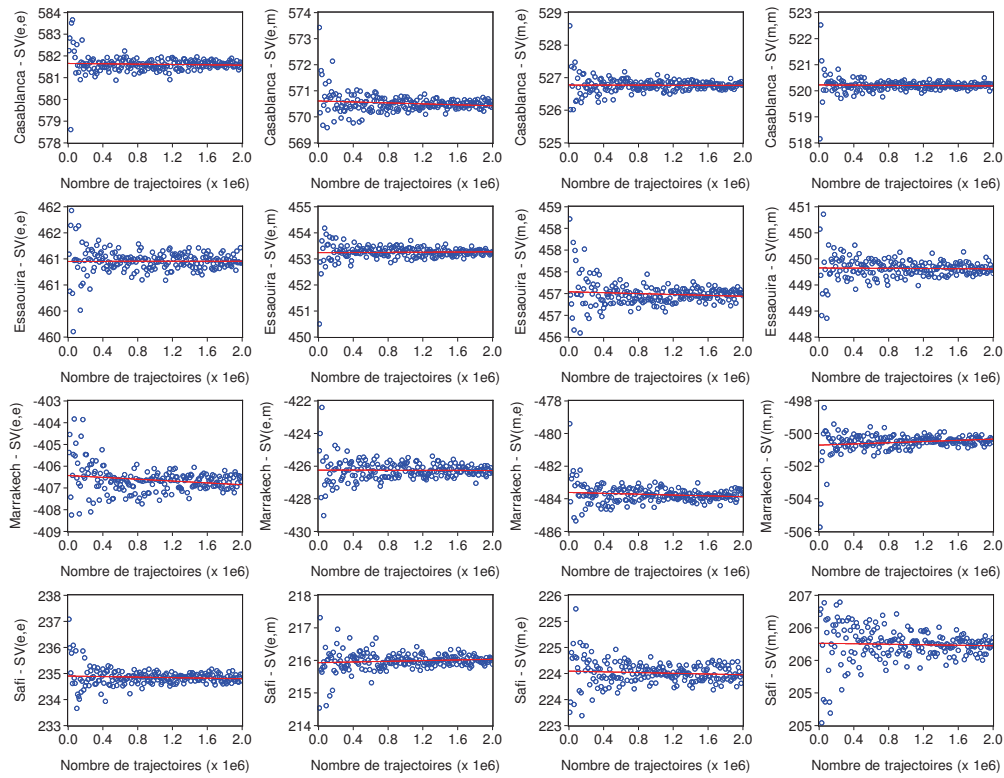 584
583
582
580
579
578
Casablanca - SV(e,e)
0.0 0.4 0.8 1.2 1.6 2.0
Nombre de trajectoires (x 1e6)
574
573
571
570
569
Casablanca - SV(e,m)
0.0 0.4 0.8 1.2 1.6 2.0
Nombre de trajectoires (x 1e6)
529
528
527
526
525
Casablanca - SV(m,e)
0.0 0.4 0.8 1.2 1.6 2.0
Nombre de trajectoires (x 1e6)
523
521
520
518
Casablanca - SV(m,m)
0.0 0.4 0.8 1.2 1.6 2.0
Nombre de trajectoires (x 1e6)
462
462
461
461
460
460
Essaouira - SV(e,e)
0.0 0.4 0.8 1.2 1.6 2.0
Nombre de trajectoires (x 1e6)
455
454
453
452
451
450
Essaouira - SV(e,m)
0.0 0.4 0.8 1.2 1.6 2.0
Nombre de trajectoires (x 1e6)
459
458
458
457
457
456
Essaouira - SV(m,e)
0.0 0.4 0.8 1.2 1.6 2.0
Nombre de trajectoires (x 1e6)
451
450
450
449
448
Essaouira - SV(m,m)
0.0 0.4 0.8 1.2 1.6 2.0
Nombre de trajectoires (x 1e6)
-403
-404
-405
-406
-407
-408
-409
Marrakech - SV(e,e)
0.0 0.4 0.8 1.2 1.6 2.0
Nombre de trajectoires (x 1e6)
-422
-424
-426
-428
-430
Marrakech - SV(e,m)
0.0 0.4 0.8 1.2 1.6 2.0
Nombre de trajectoires (x 1e6)
-478
-480
-482
-484
-486
Marrakech - SV(m,e)
0.0 0.4 0.8 1.2 1.6 2.0
Nombre de trajectoires (x 1e6)
-498
-500
-502
-504
-506
Marrakech - SV(m,m)
0.0 0.4 0.8 1.2 1.6 2.0
Nombre de trajectoires (x 1e6)
238
236
235
234
233
Safi - SV(e,e)
0.0 0.4 0.8 1.2 1.6 2.0
Nombre de trajectoires (x 1e6)
218
217
216
215
214
Safi - SV(e,m)
0.0 0.4 0.8 1.2 1.6 2.0
Nombre de trajectoires (x 1e6)
226
225
224
224
223
Safi - SV(m,e)
0.0 0.4 0.8 1.2 1.6 2.0
Nombre de trajectoires (x 1e6)
207
206
206
205
Safi - SV(m,m)
0.0 0.4 0.8 1.2 1.6 2.0
Nombre de trajectoires (x 1e6)